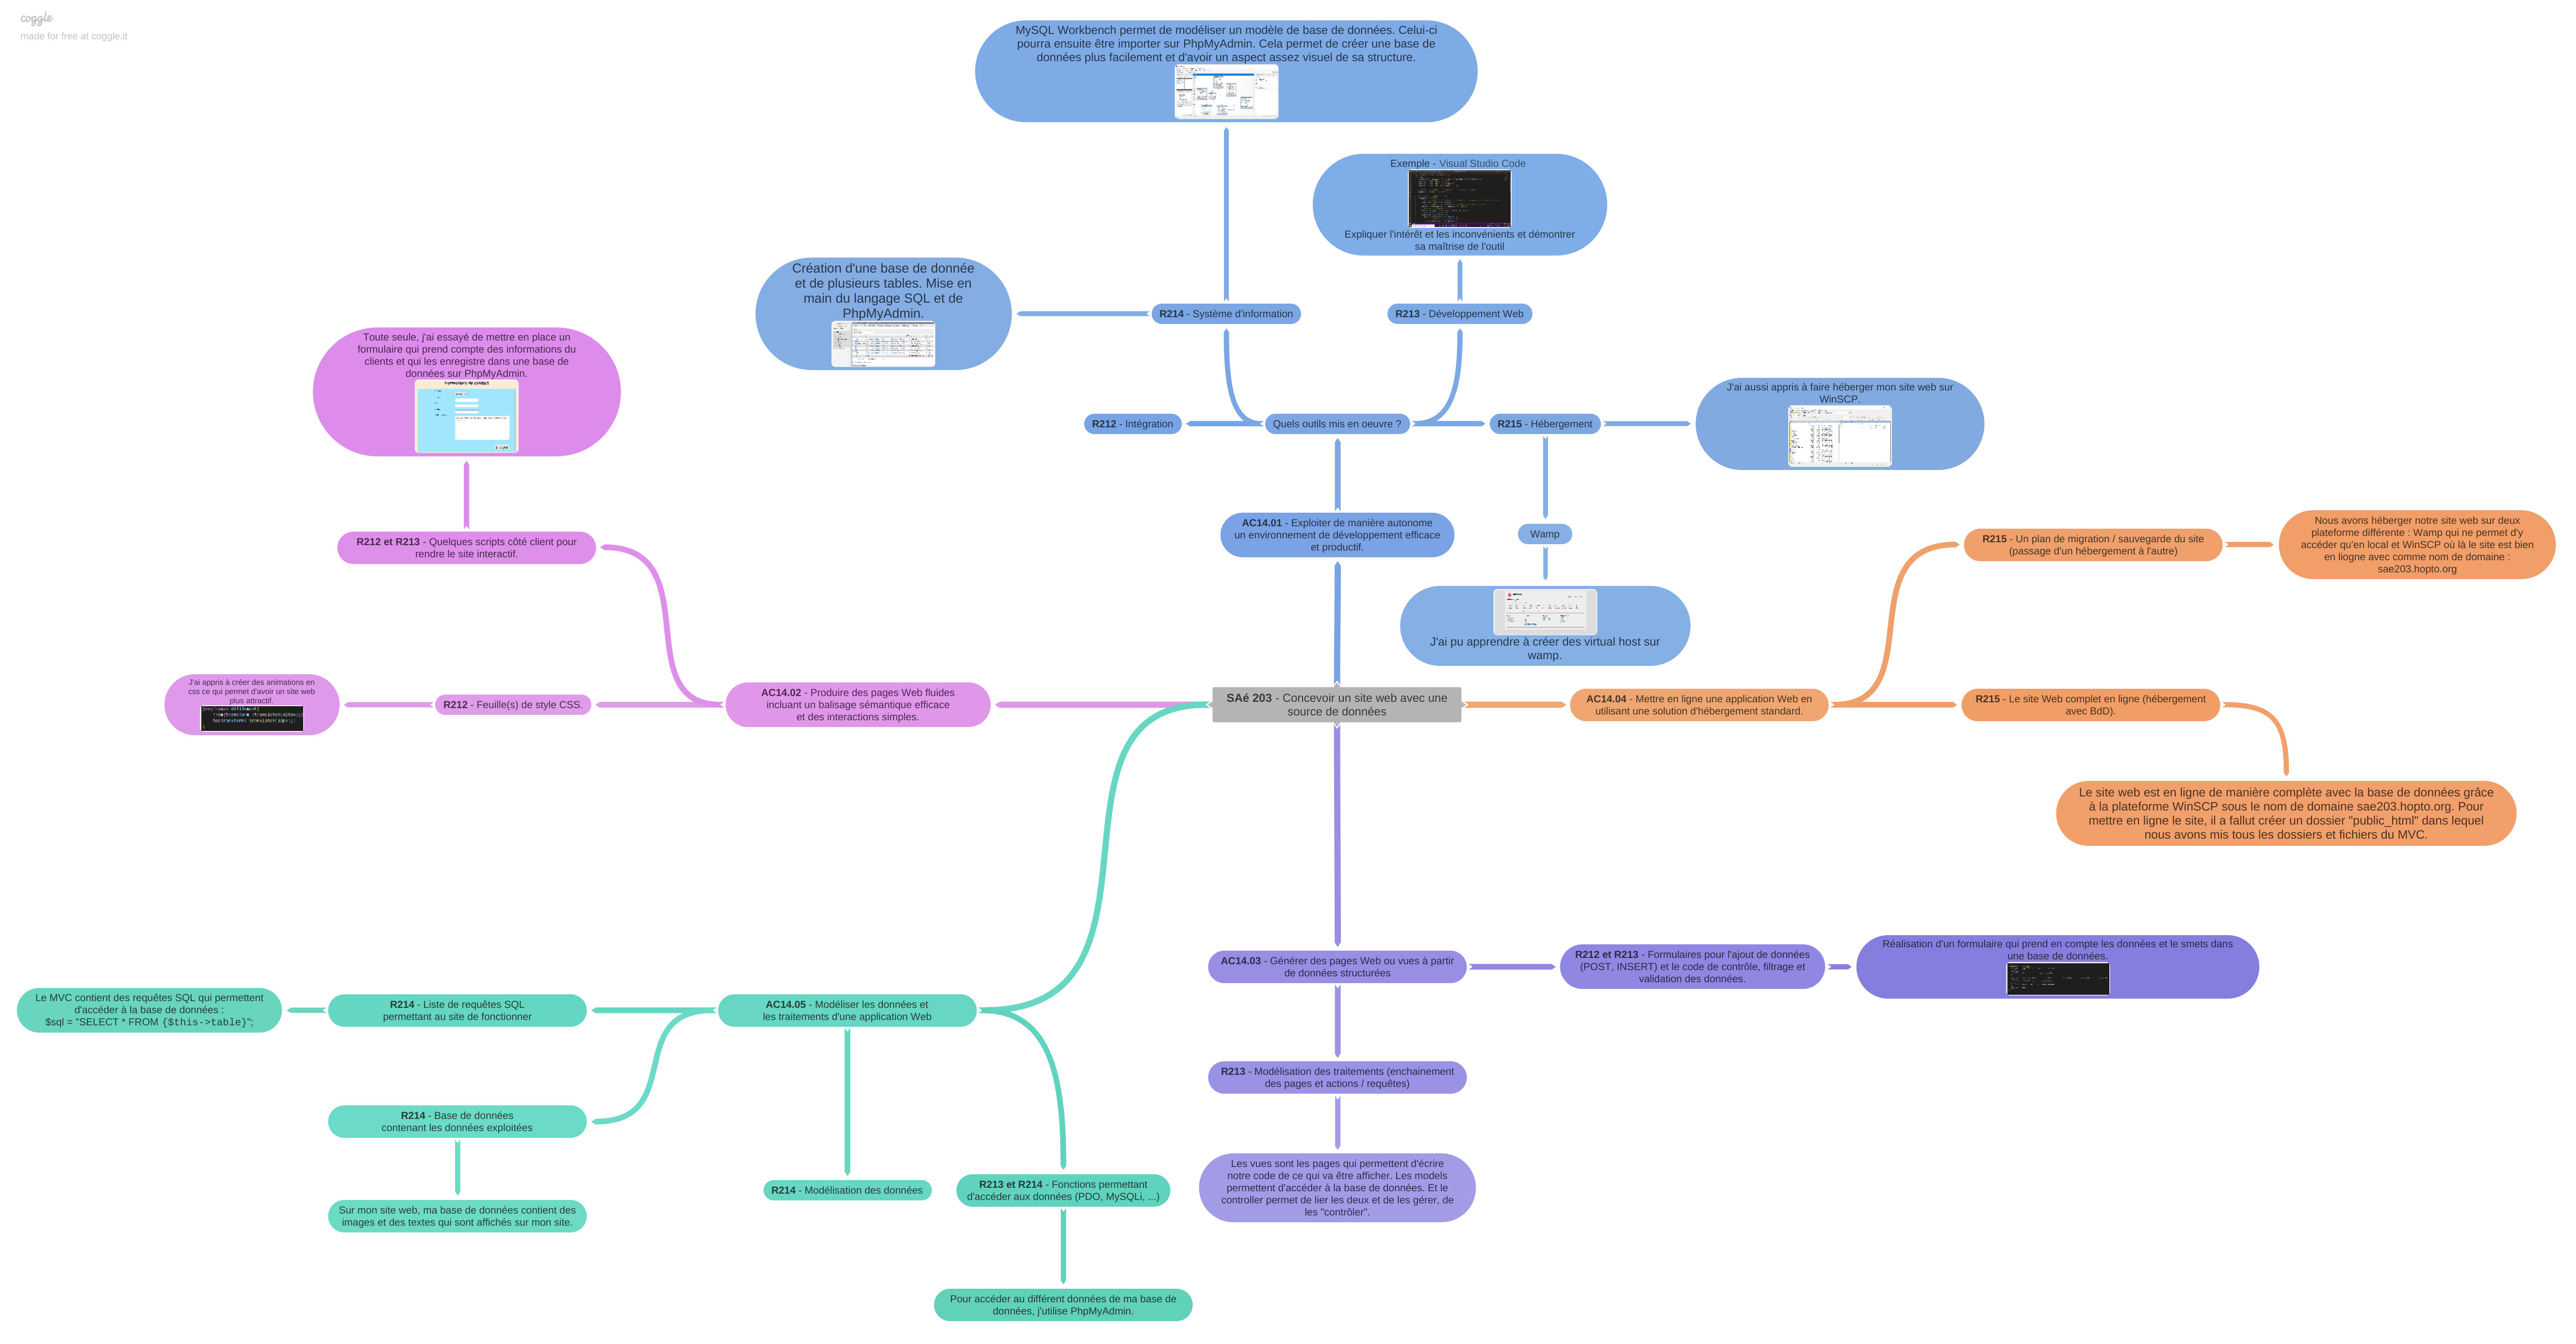 coggle
made for free at coggle.it
MySQL Workbench permet de modéliser un modèle de base de données. Celui-ci
pourra ensuite être importer sur PhpMyAdmin. Cela permet de créer une base de
données plus facilement et d'avoir un aspect assez visuel de sa structure.
Exemple - Visual Studio Code
Expliquer l'intérêt et les inconvénients et démontrer
sa maîtrise de l'outil
Création d'une base de donnée
et de plusieurs tables. Mise en
main du langage SQL et de
PhpMyAdmin.
R214 - Système d'information
R213 - Développement Web
Toute seule, j'ai essayé de mettre en place un
formulaire qui prend compte des informations du
clients et qui les enregistre dans une base de
données sur PhpMyAdmin.
Formulaire de contact
R212 - Intégration
Quels outils mis en oeuvre ?
R215 - Hébergement
J'ai aussi appris à faire héberger mon site web sur
WinSCP.
AC14.01 - Exploiter de manière autonome
un environnement de développement efficace
et productif.
Wamp
J'ai pu apprendre à créer des virtual host sur
wamp.
R212 et R213 - Quelques scripts côté client pour
rendre le site interactif.
R215 - Un plan de migration / sauvegarde du site
(passage d'un hébergement à l'autre)
Nous avons héberger notre site web sur deux
plateforme différente : Wamp qui ne permet d'y
accéder qu'en local et WinSCP où là le site est bien
en liogne avec comme nom de domaine :
sae203.hopto.org
J'ai appris à créer des animations en
css ce qui permet d'avoir un site web
plus attractif.
R212 - Feuille(s) de style CSS.
AC14.02 - Produire des pages Web fluides
incluant un balisage sémantique efficace
et des interactions simples.
SAé 203 - Concevoir un site web avec une
source de données
AC14.04 - Mettre en ligne une application Web en
utilisant une solution d'hébergement standard.
R215 - Le site Web complet en ligne (hébergement
avec BdD).
Le site web est en ligne de manière complète avec la base de données grâce
à la plateforme WinSCP sous le nom de domaine sae203.hopto.org. Pour
mettre en ligne le site, il a fallut créer un dossier "public_html" dans lequel
nous avons mis tous les dossiers et fichiers du MVC.
AC14.03 - Générer des pages Web ou vues à partir
de données structurées
R212 et R213 - Formulaires pour l'ajout de données
(POST, INSERT) et le code de contrôle, filtrage et
validation des données.
Réalisation d'un formulaire qui prend en compte les données et le smets dans
une base de données.
Le MVC contient des requêtes SQL qui permettent
d'accéder à la base de données :
$sql = "SELECT * FROM {$this->table}";
R214 - Liste de requêtes SQL
permettant au site de fonctionner
AC14.05 - Modéliser les données et
les traitements d'une application Web
R213 - Modélisation des traitements (enchainement
des pages et actions / requêtes)
R214 - Base de données
contenant les données exploitées
Les vues sont les pages qui permettent d'écrire
notre code de ce qui va être afficher. Les models
permettent d'accéder à la base de données. Et le
controller permet de lier les deux et de les gérer, de
les "contrôler".
R214 - Modélisation des données
R213 et R214 - Fonctions permettant
d'accéder aux données (PDO, MySQLi, ...)
Sur mon site web, ma base de données contient des
images et des textes qui sont affichés sur mon site.
Pour accéder au différent données de ma base de
données, j'utilise PhpMyAdmin.